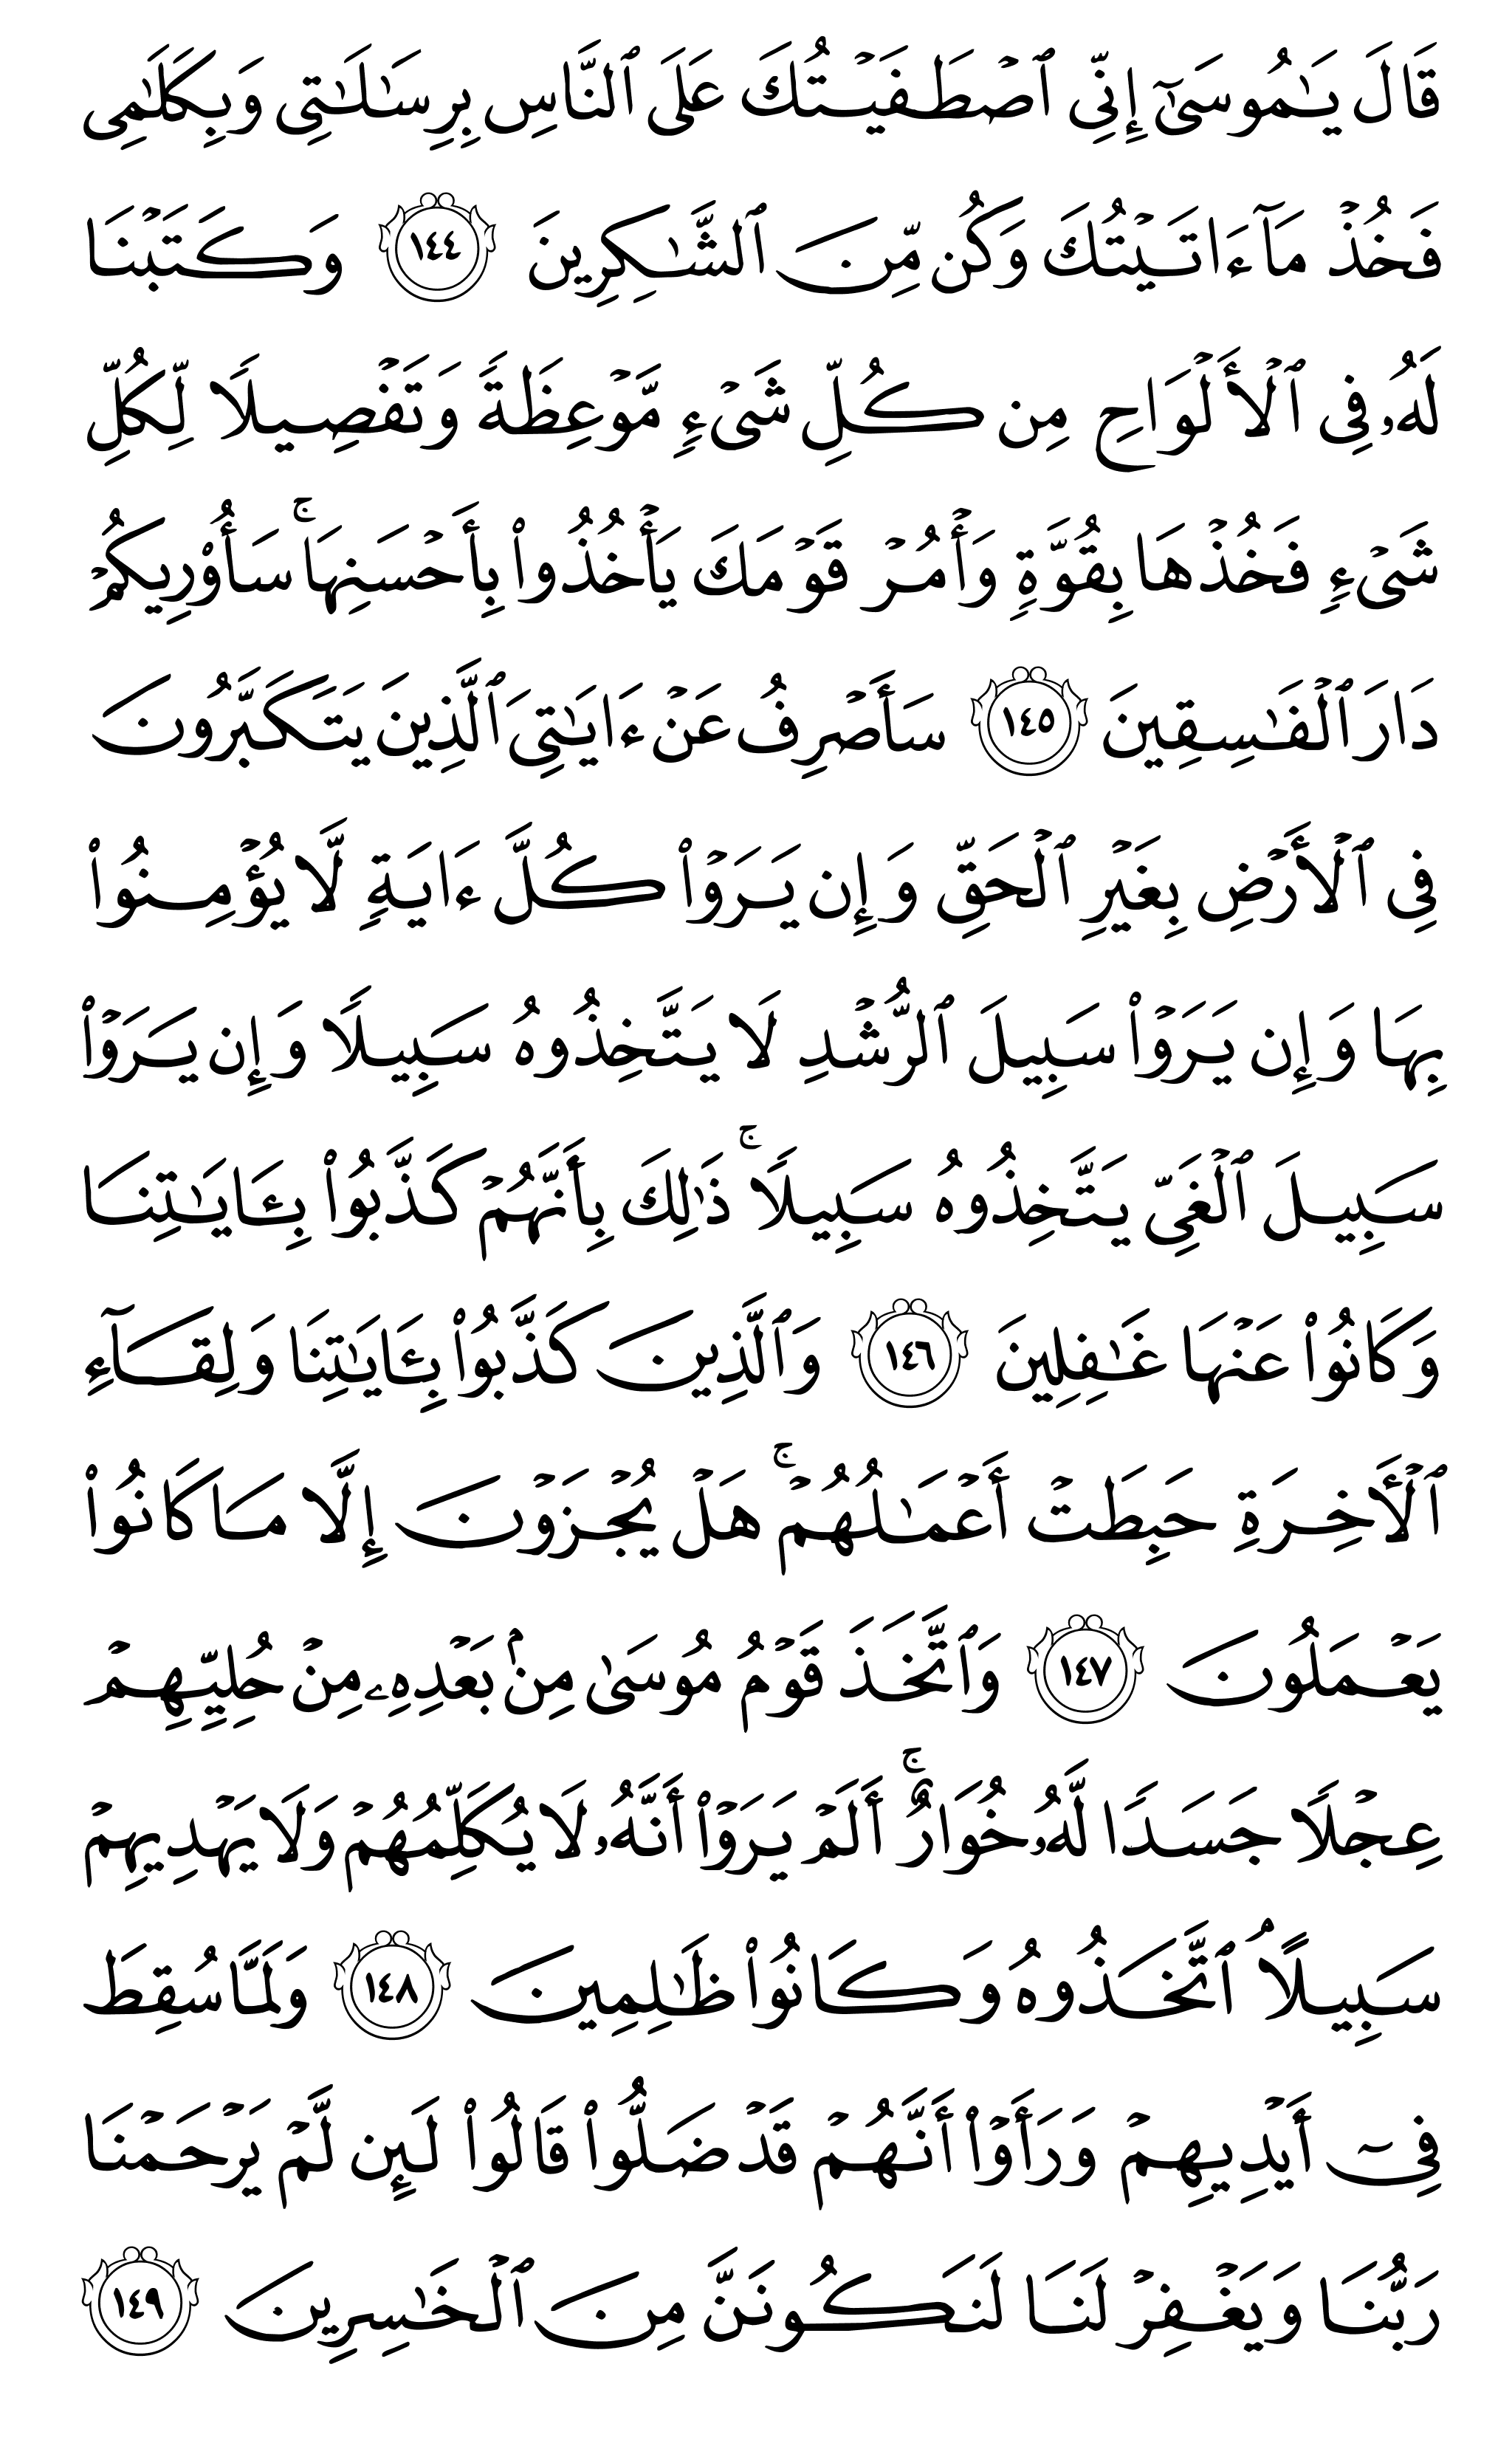 قَالَ يَٰمُوسَىٰٓ إِنِّى ٱصْطَفَيْتُكَ عَلَى ٱلنَّاسِ بِرِسَٰلَٰتِى وَبِكَلَٰمِى
فَخُذْ مَآ ءَاتَيْتُكَ وَكُن مِّنَ ٱلشَّٰكِرِينَ ١٤٤ وَكَتَبْنَا
لَهُۥ فِى ٱلْأَلْوَاحِ مِن كُلِّ شَىْءٍ مَّوْعِظَةً وَتَفْصِيلًا لِّكُلِّ
شَىْءٍ فَخُذْهَا بِقُوَّةٍ وَأْمُرْ قَوْمَكَ يَأْخُذُوا۟ بِأَحْسَنِهَا ۚ سَأُو۟رِيكُمْ
دَارَ ٱلْفَٰسِقِينَ ١٤٥ سَأَصْرِفُ عَنْ ءَايَٰتِىَ ٱلَّذِينَ يَتَكَبَّرُونَ
فِى ٱلْأَرْضِ بِغَيْرِ ٱلْحَقِّ وَإِن يَرَوْا۟ كُلَّ ءَايَةٍ لَّا يُؤْمِنُوا۟
بِهَا وَإِن يَرَوْا۟ سَبِيلَ ٱلرُّشْدِ لَا يَتَّخِذُوهُ سَبِيلًا وَإِن يَرَوْا۟
سَبِيلَ ٱلْغَىِّ يَتَّخِذُوهُ سَبِيلًا ۚ ذَٰلِكَ بِأَنَّهُمْ كَذَّبُوا۟ بِـَٔايَٰتِنَا
وَكَانُوا۟ عَنْهَا غَٰفِلِينَ ١٤٦ وَٱلَّذِينَ كَذَّبُوا۟ بِـَٔايَٰتِنَا وَلِقَآءِ
ٱلْـَٔاخِرَةِ حَبِطَتْ أَعْمَٰلُهُمْ ۚ هَلْ يُجْزَوْنَ إِلَّا مَا كَانُوا۟
يَعْمَلُونَ ١٤٧ وَٱتَّخَذَ قَوْمُ مُوسَىٰ مِنۢ بَعْدِهِۦ مِنْ حُلِيِّهِمْ
عِجْلًا جَسَدًا لَّهُۥ خُوَارٌ ۚ أَلَمْ يَرَوْا۟ أَنَّهُۥ لَا يُكَلِّمُهُمْ وَلَا يَهْدِيهِمْ
سَبِيلًا ٱتَّخَذُوهُ وَكَانُوا۟ ظَٰلِمِينَ ١٤٨ وَلَمَّا سُقِطَ
فِىٓ أَيْدِيهِمْ وَرَأَوْا۟ أَنَّهُمْ قَدْ ضَلُّوا۟ قَالُوا۟ لَئِن لَّمْ يَرْحَمْنَا
رَبُّنَا وَيَغْفِرْ لَنَا لَنَكُونَنَّ مِنَ ٱلْخَٰسِرِينَ ١٤٩